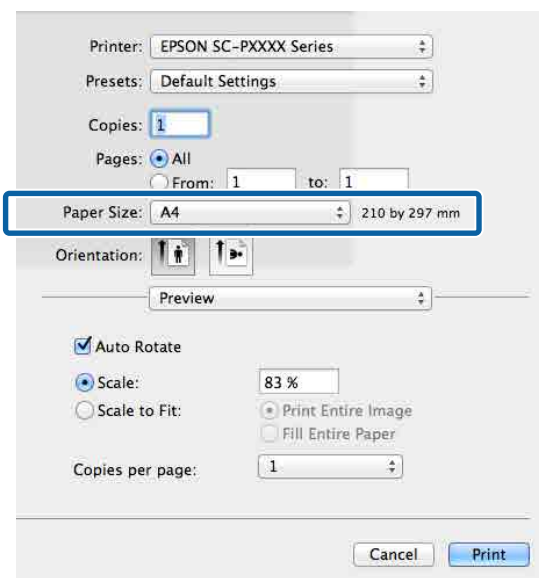 Printer: EPSON SC-PXXXX Series
Presets: Default Settings
Copies: 1
Pages: All
From: 1 to: 1
Paper Size: A4 210 by 297 mm
Orientation:
Preview
Auto Rotate
Scale: 83 %
Scale to Fit: Print Entire Image
Fill Entire Paper
Copies per page: 1
Cancel Print